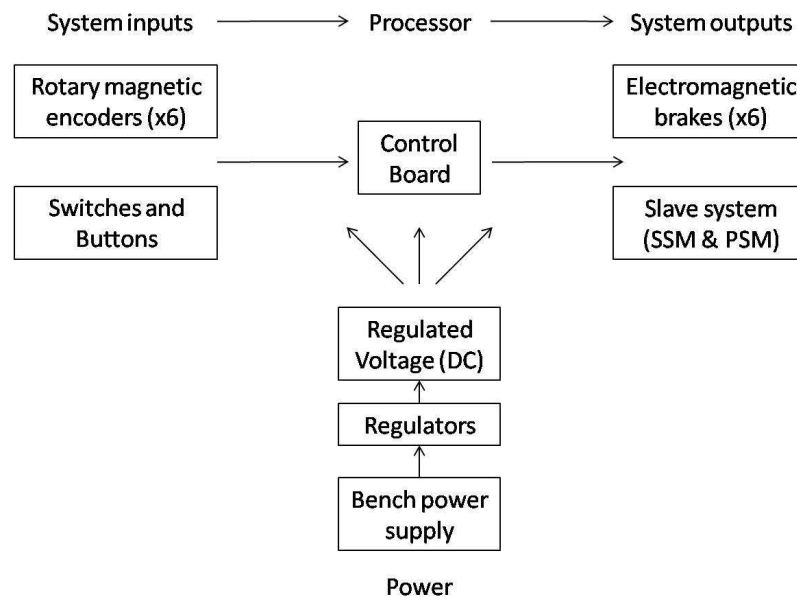 System inputs
Processor
System outputs
Rotary magnetic
encoders (x6)
Electromagnetic
brakes (x6)
Control
Board
Switches and
Buttons
Slave system
(SSM & PSM)
Regulated
Voltage (DC)
Regulators
Bench power
supply
Power